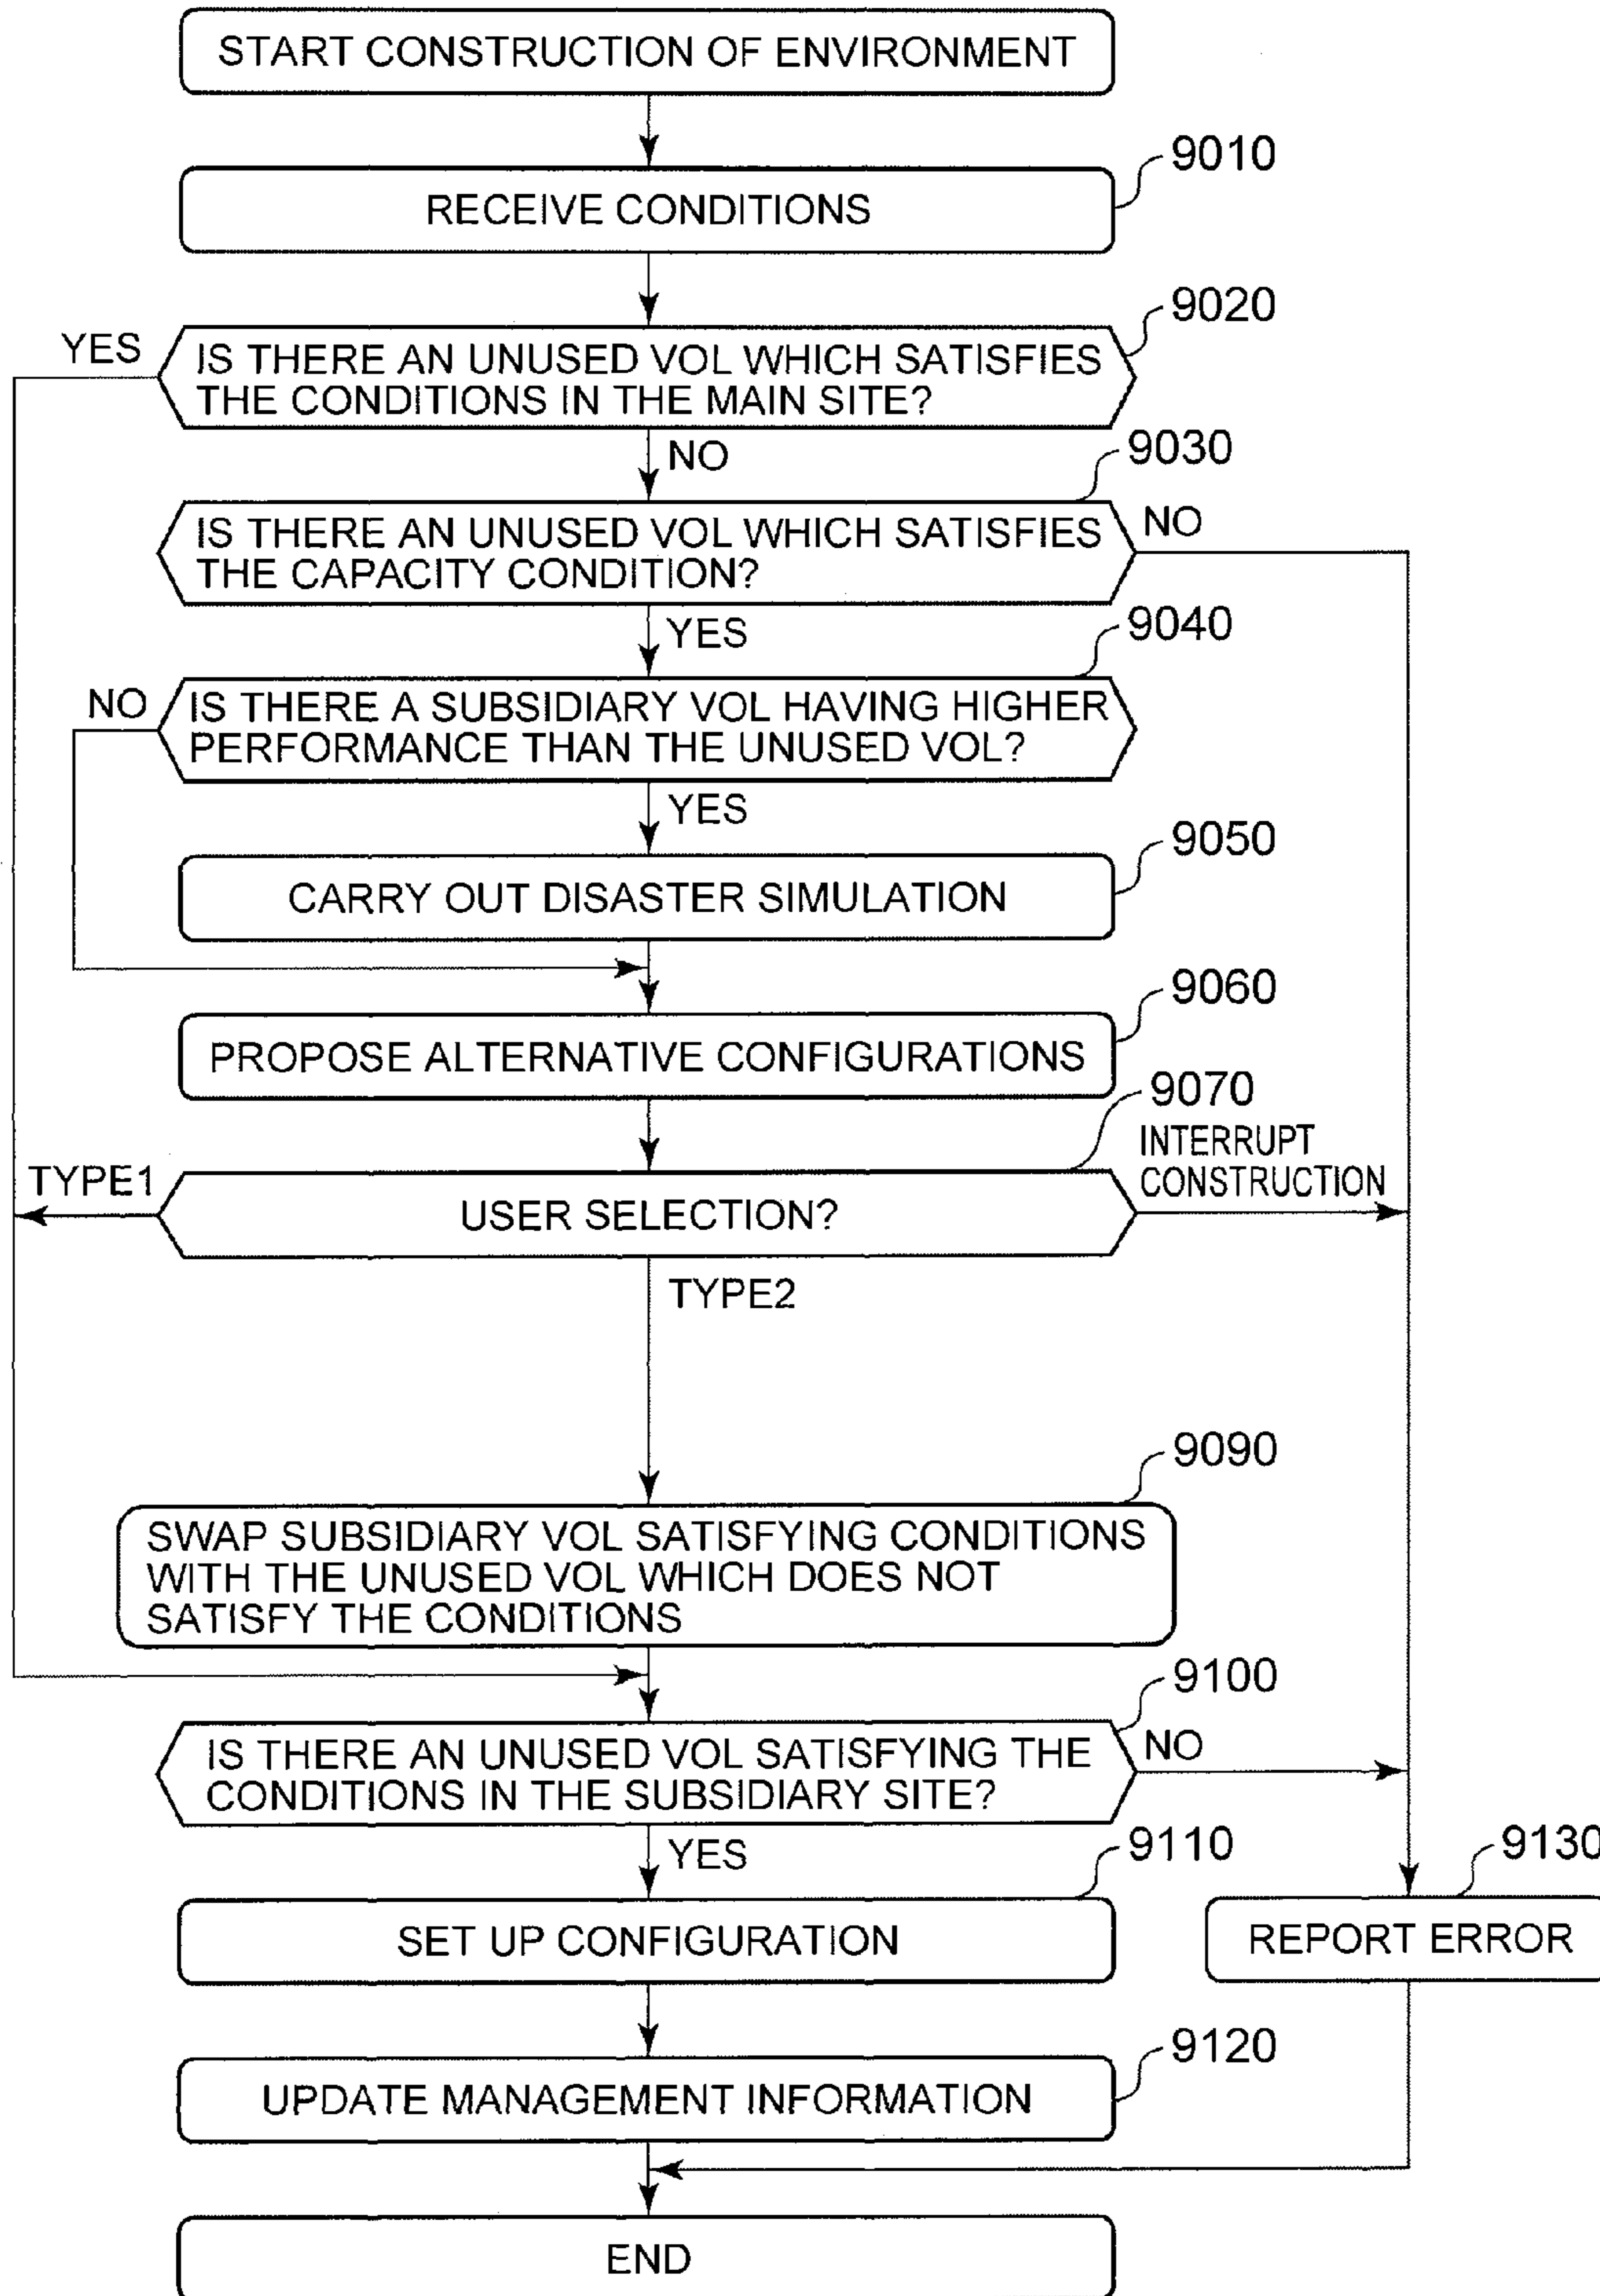 START CONSTRUCTION OF ENVIRONMENT
9010
RECEIVE CONDITIONS
9020
YES
IS THERE AN UNUSED VOL WHICH SATISFIES
THE CONDITIONS IN THE MAIN SITE?
NO
9030
IS THERE AN UNUSED VOL WHICH SATISFIES
THE CAPACITY CONDITION?
NO
YES
9040
NO
IS THERE A SUBSIDIARY VOL HAVING HIGHER
PERFORMANCE THAN THE UNUSED VOL?
YES
9050
CARRY OUT DISASTER SIMULATION
9060
PROPOSE ALTERNATIVE CONFIGURATIONS
9070
INTERRUPT
CONSTRUCTION
TYPE1
USER SELECTION?
TYPE2
9090
SWAP SUBSIDIARY VOL SATISFYING CONDITIONS
WITH THE UNUSED VOL WHICH DOES NOT
SATISFY THE CONDITIONS
9100
IS THERE AN UNUSED VOL SATISFYING THE
CONDITIONS IN THE SUBSIDIARY SITE?
NO
YES
9110
9130
SET UP CONFIGURATION
REPORT ERROR
9120
UPDATE MANAGEMENT INFORMATION
END